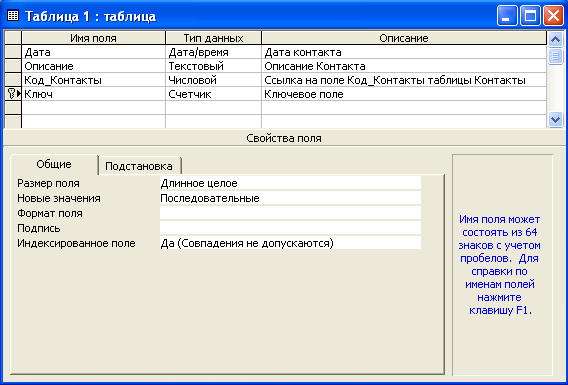 Таблица 1 : таблица
Имя поля Тип данных Описание
Дата Дата/время Дата контакта
Описание Текстовый Описание Контакта
Код_Контакты Числовой Ссылка на поле Код_Контакты таблицы Контакты
Ключ Счетчик Ключевое поле
Свойства поля
Общие Подстановка
Размер поля Длинное целое
Новые значения Последовательные
Формат поля
Подпись
Индексированное поле Да (Совпадения не допускаются)
Имя поля может
состоять из 64
знаков с учетом
пробелов. Для
справки по
именам полей
нажмите
клавишу F1.